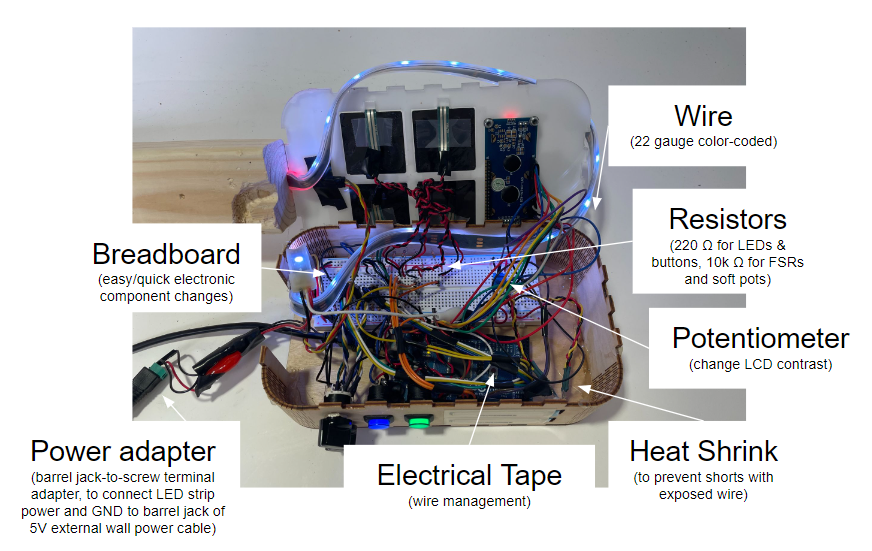 Wire
(22 gauge color-coded)
Resistors
(220 Ω for LEDs &
buttons, 10k Ω for FSRs
and soft pots)
Breadboard
(easy/quick electronic
component changes)
Potentiometer
(change LCD contrast)
Power adapter
(barrel jack-to-screw terminal
adapter, to connect LED strip
power and GND to barrel jack of
5V external wall power cable)
Electrical Tape
(wire management)
Heat Shrink
(to prevent shorts with
exposed wire)